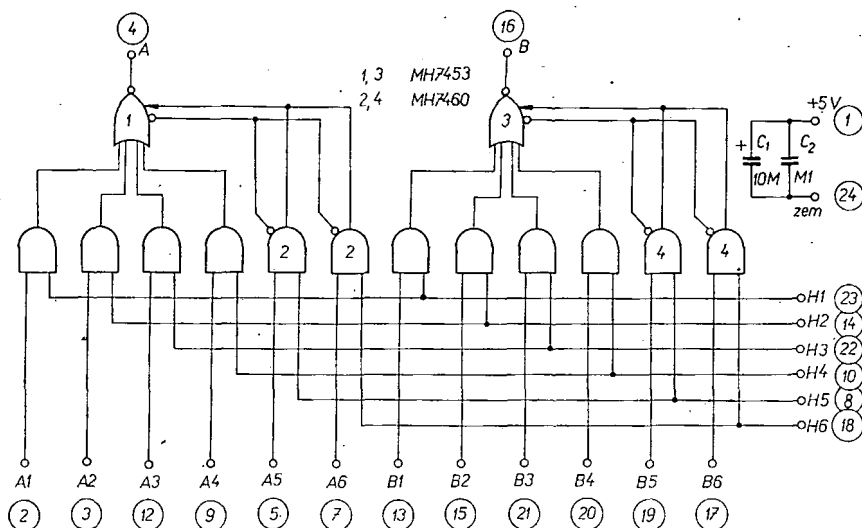 4
16
A
B
1, 3 MH7453
2, 4 MH7460
1
3
+5V
1
+ C1
C2
10M
M1
zem
24
2
2
4
4
H1 23
H2 14
H3 22
H4 10
H5 8
H6 18
A1 A2 A3 A4 A5 A6 B1 B2 B3 B4 B5 B6
2 3 12 9 5 7 13 15 21 20 19 17